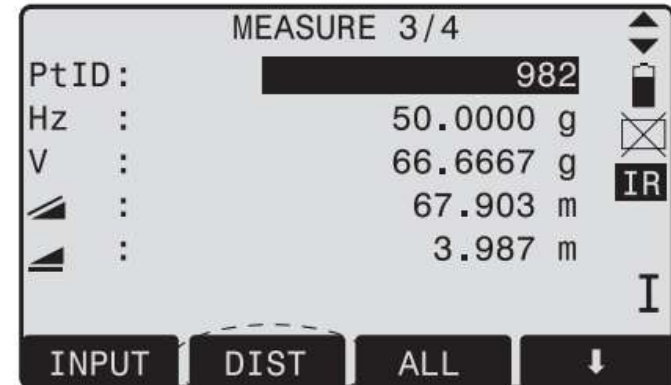 MEASURE 3/4
PtID: 982
Hz : 50.0000 g
V : 66.6667 g
: 67.903 m
: 3.987 m
IR
I
INPUT DIST ALL